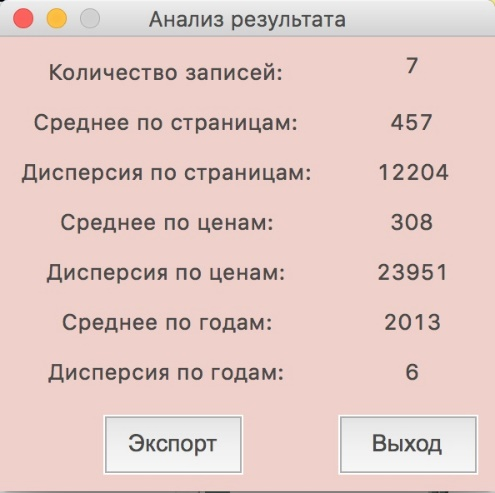 Анализ результата
Количество записей: 7
Среднее по страницам: 457
Дисперсия по страницам: 12204
Среднее по ценам: 308
Дисперсия по ценам: 23951
Среднее по годам: 2013
Дисперсия по годам: 6
Экспорт Выход